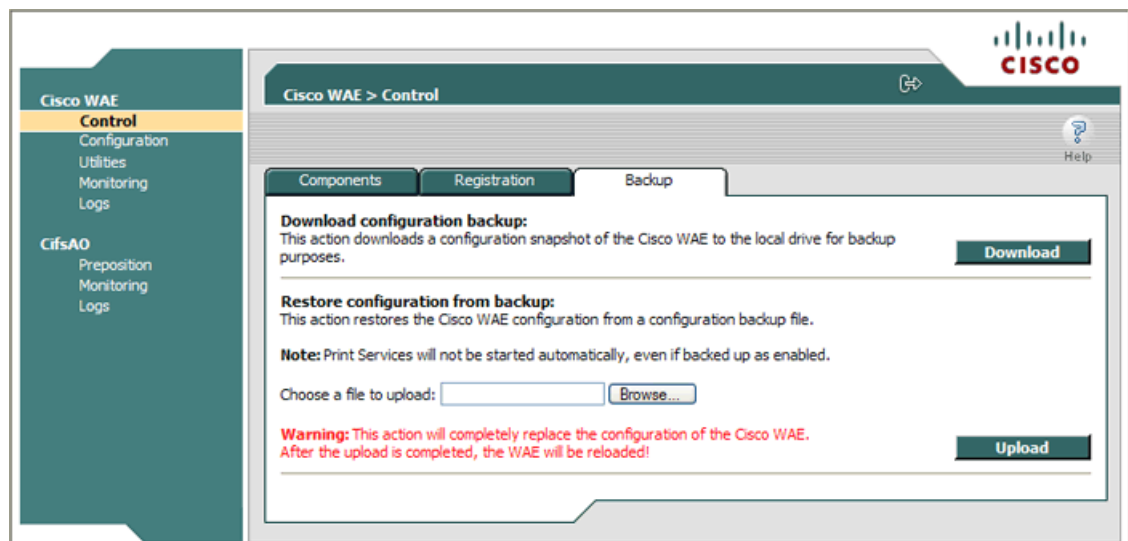 CISCO
Cisco WAE
Control
Configuration
Utilities
Monitoring
Logs
CifsAO
Preposition
Monitoring
Logs
Cisco WAE > Control
Help
Components
Registration
Backup
Download configuration backup:
This action downloads a configuration snapshot of the Cisco WAE to the local drive for backup
purposes.
Download
Restore configuration from backup:
This action restores the Cisco WAE configuration from a configuration backup file.
Note: Print Services will not be started automatically, even if backed up as enabled.
Choose a file to upload:
Browse...
Warning: This action will completely replace the configuration of the Cisco WAE.
After the upload is completed, the WAE will be reloaded!
Upload